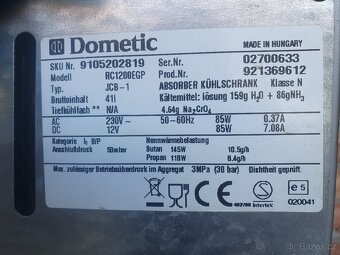 Dometic
MADE IN HUNGARY
SKU Nr. 9105202819 Ser.Nr. 02700633
Model RC1200EGP Prod.Nr. 921369612
Typ. JCB-1 ABSORBER KÜHLSCHRANK Klasse N
Bruttoinhalt 41l Kältemittel: lösung 159g H₂O + 86gNH₃
Tiefkühlfach ** N/A 4.64g Na₂CrO₄
AC 230V~ 50-60Hz 85W 0.37A
DC 12V 85W 7.08A
Kategorie I₃ B/P Nennwärmebelastung
Anschlußdruck 50mbar Butan 145W 10.5g/h
Propan 118W 8.4g/h
Max. zulässiger Betriebsüberdruck im Aggregat 3MPa (30 bar) Dichtheit geprüft.
Intertek
e 5
020041